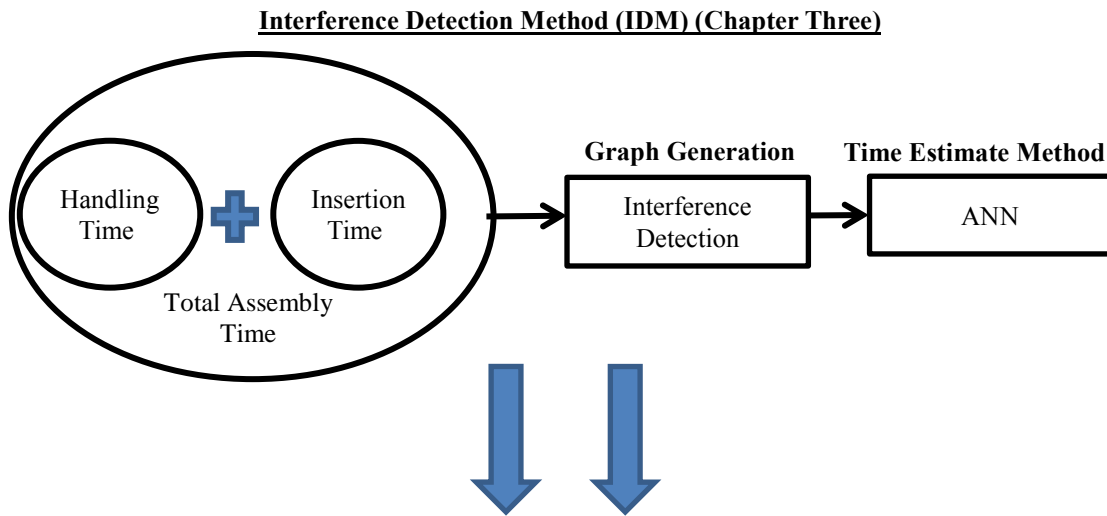 Interference Detection Method (IDM) (Chapter Three)
Handling
Time
Insertion
Time
Total Assembly
Time
Graph Generation
Interference
Detection
Time Estimate Method
ANN